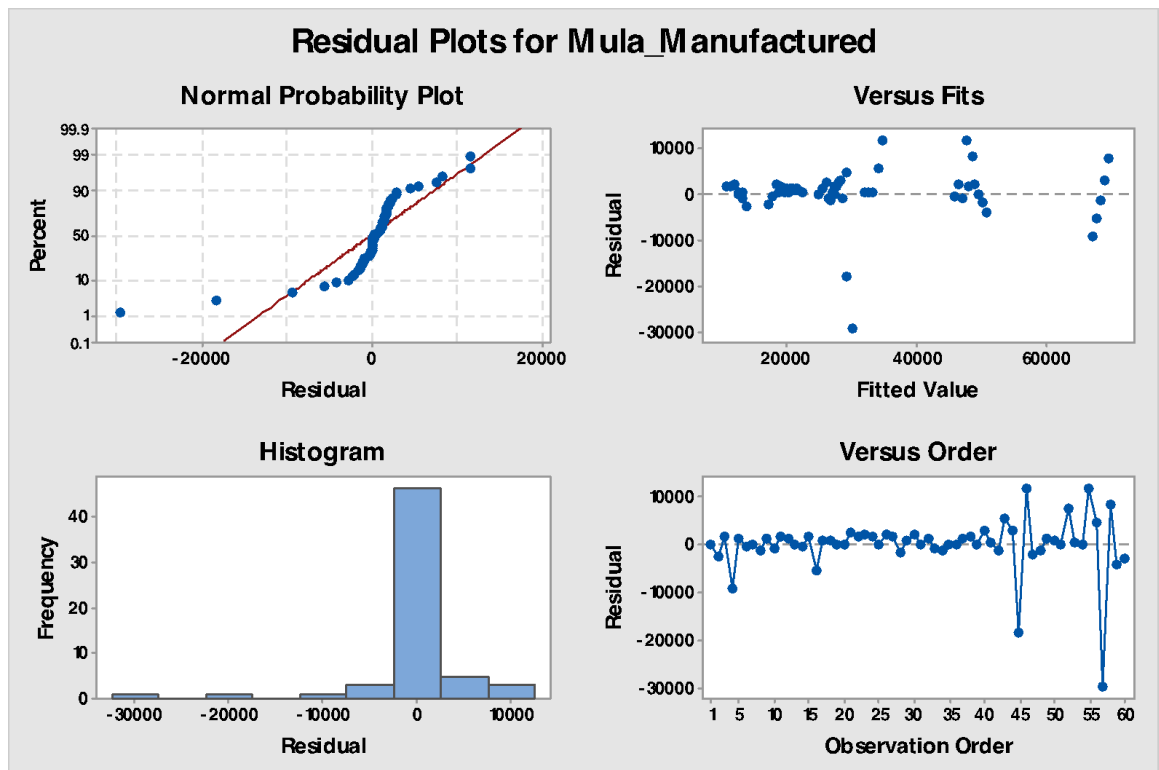 Residual Plots for Mula_Manufactured
Normal Probability Plot
99.9
99
90
50
10
1
0.1
Percent
-20000
0
20000
Residual
Versus Fits
10000
0
-10000
-20000
-30000
Residual
20000
40000
60000
Fitted Value
Histogram
40
30
20
10
0
Frequency
-30000
-20000
-10000
0
10000
Residual
Versus Order
10000
0
-10000
-20000
-30000
Residual
1 5 10 15 20 25 30 35 40 45 50 55 60
Observation Order